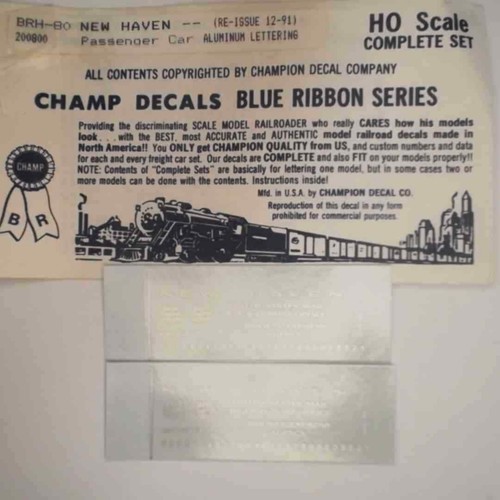 BRH-80 NEW HAVEN -- (RE-ISSUE 12-91)
200800 Passenger Car ALUMINUM LETTERING
HO Scale
COMPLETE SET
ALL CONTENTS COPYRIGHTED BY CHAMPION DECAL COMPANY
CHAMP DECALS BLUE RIBBON SERIES
Providing the discriminating SCALE MODEL RAILROADER who really CARES how his models
look . . . with the BEST, most ACCURATE and AUTHENTIC model railroad decals made in
North America!! You ONLY get CHAMPION QUALITY from US, and custom numbers and data
for each and every freight car set. Our decals are COMPLETE and also FIT on your models properly!!
NOTE: Contents of "Complete Sets" are basically for lettering one model, but in some cases two or
more models can be done with the contents. Instructions inside!
Mfd. in U.S.A. by CHAMPION DECAL CO.
Reproduction of this decal in any form
prohibited for commercial purposes.
CHAMP
B R